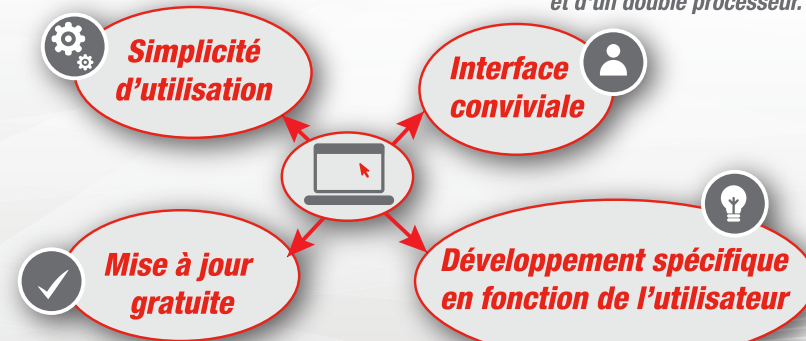 et d'un double processeur.
Simplicité
d'utilisation
Interface
conviviale
Mise à jour
gratuite
Développement spécifique
en fonction de l'utilisateur